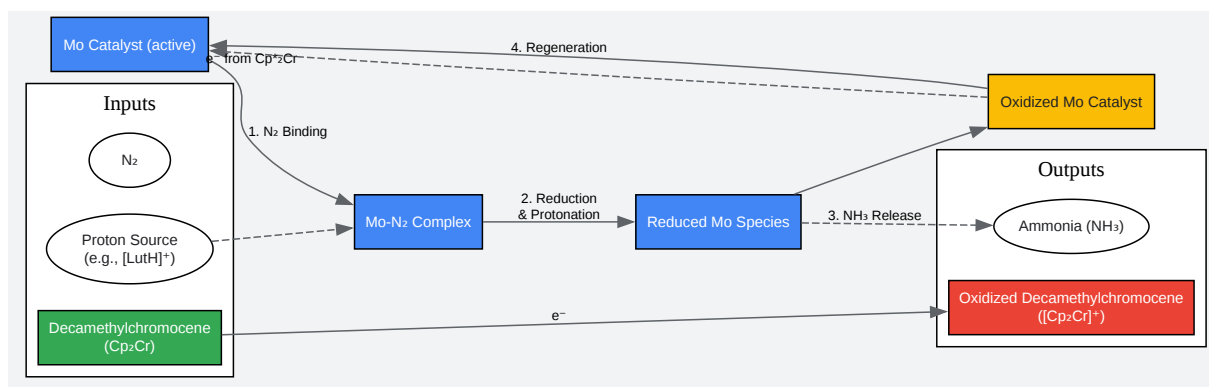 Mo Catalyst (active)
e⁻ from Cp*₂Cr
4. Regeneration
Oxidized Mo Catalyst
Inputs
N₂
1. N₂ Binding
Proton Source
(e.g., [LutH]⁺)
Decamethylchromocene
(Cp₂Cr)
Mo-N₂ Complex
2. Reduction
& Protonation
Reduced Mo Species
3. NH₃ Release
e⁻
Outputs
Ammonia (NH₃)
Oxidized Decamethylchromocene
([Cp₂Cr]⁺)